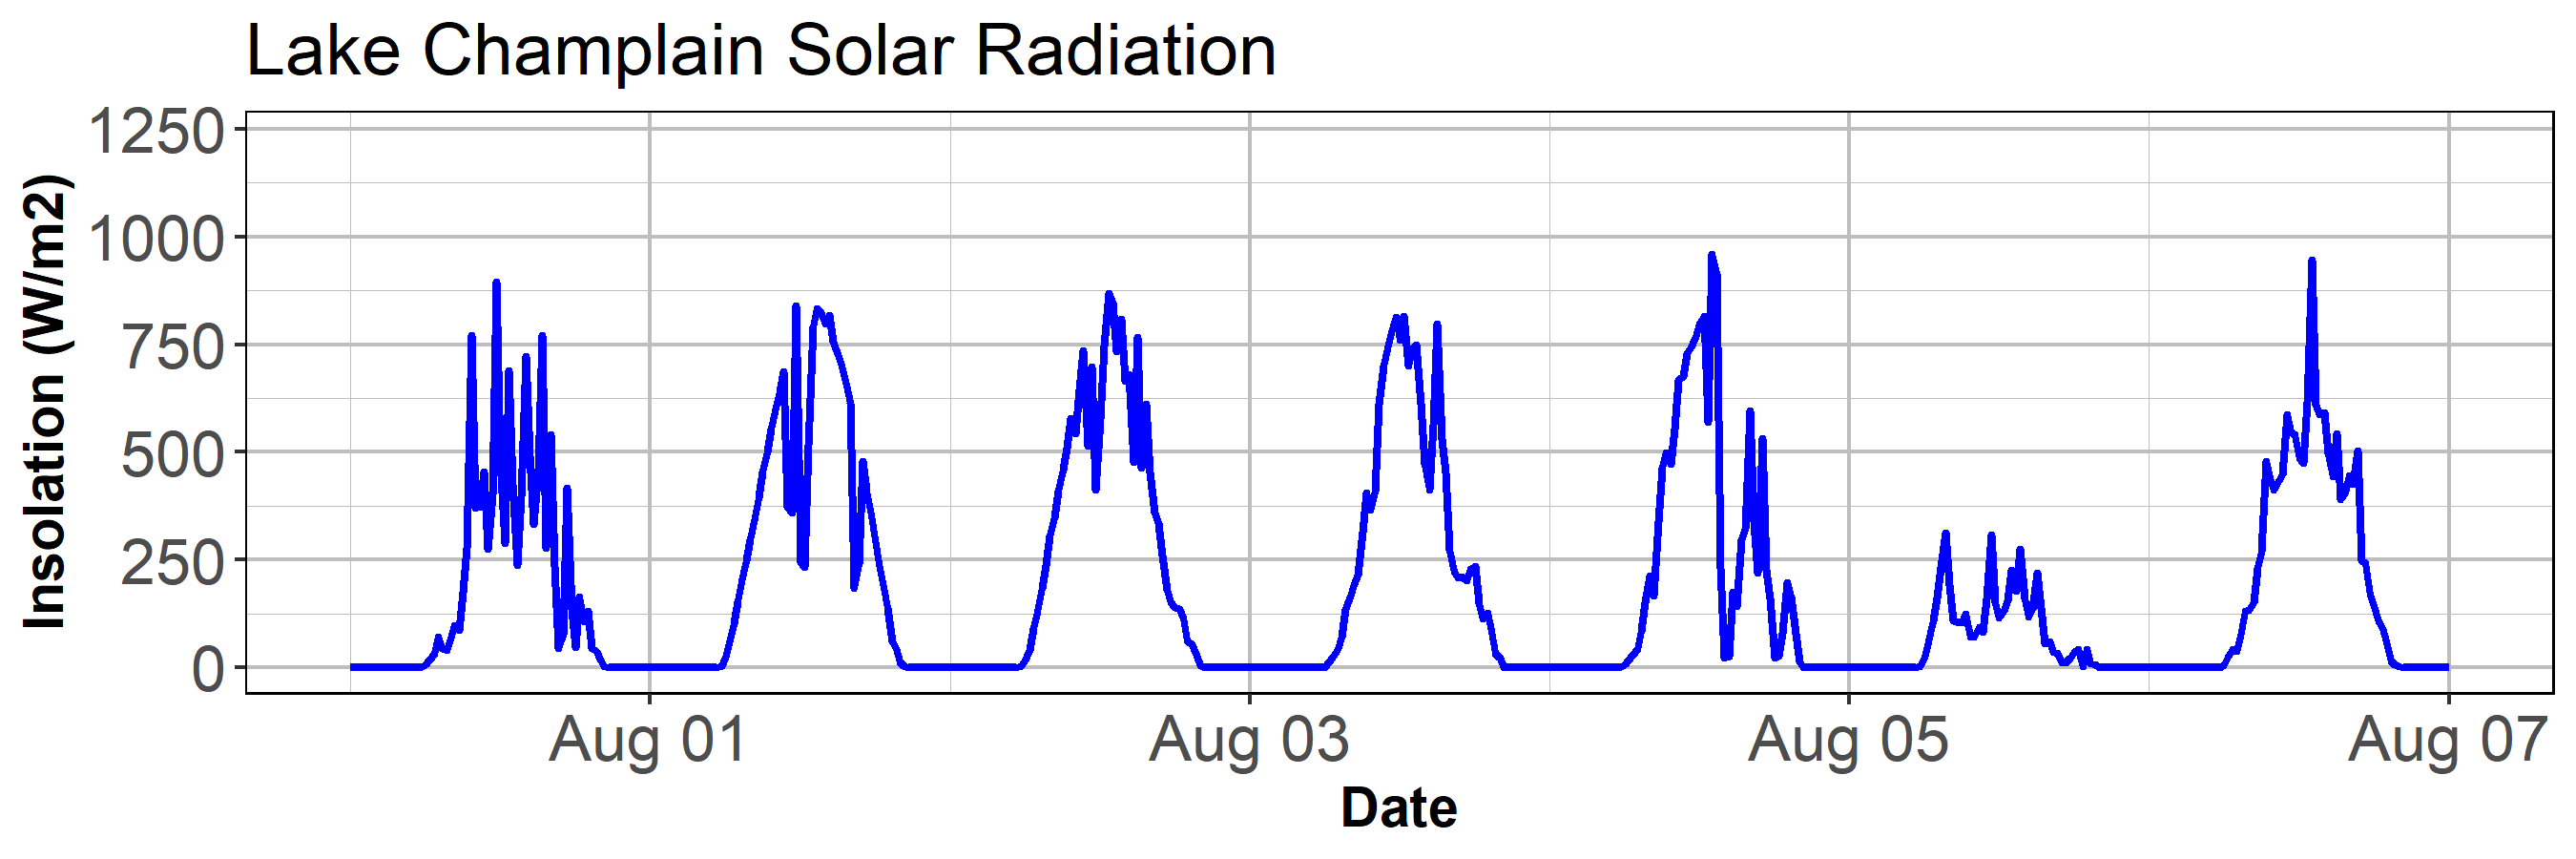 Lake Champlain Solar Radiation
Insolation (W/m2)
1250
1000
750
500
250
0
Aug 01
Aug 03
Aug 05
Aug 07
Date